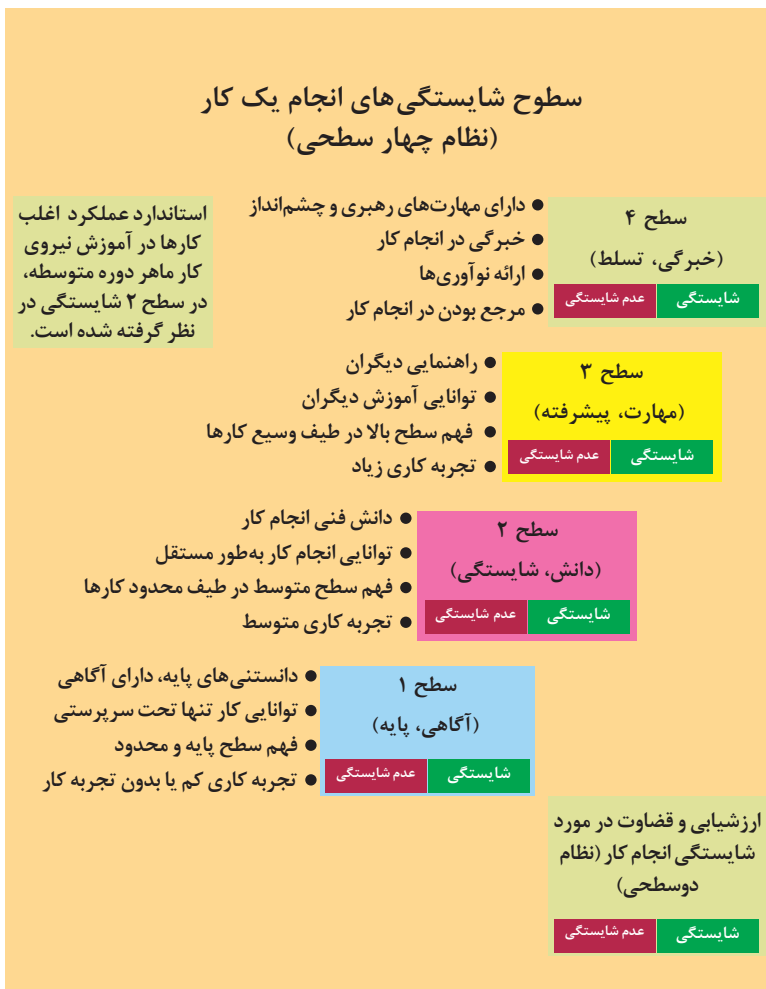 سطوح شایستگی‌های انجام یک کار
(نظام چهار سطحی)
سطح ۴
(خبرگی، تسلط)
شایستگی
عدم شایستگی
● دارای مهارت‌های رهبری و چشم‌انداز
● خبرگی در انجام کار
● ارائه نوآوری‌ها
● مرجع بودن در انجام کار
استاندارد عملکرد اغلب
کارها در آموزش نیروی
کار ماهر دوره متوسطه،
در سطح ۲ شایستگی در
نظر گرفته شده است.
سطح ۳
(مهارت، پیشرفته)
شایستگی
عدم شایستگی
● راهنمایی دیگران
● توانایی آموزش دیگران
● فهم سطح بالا در طیف وسیع کارها
● تجربه کاری زیاد
سطح ۲
(دانش، شایستگی)
شایستگی
عدم شایستگی
● دانش فنی انجام کار
● توانایی انجام کار به‌طور مستقل
● فهم سطح متوسط در طیف محدود کارها
● تجربه کاری متوسط
سطح ۱
(آگاهی، پایه)
شایستگی
عدم شایستگی
● دانستنی‌های پایه، دارای آگاهی
● توانایی کار تنها تحت سرپرستی
● فهم سطح پایه و محدود
● تجربه کاری کم یا بدون تجربه کار
ارزشیابی و قضاوت در مورد
شایستگی انجام کار (نظام
دوسطحی)
شایستگی
عدم شایستگی